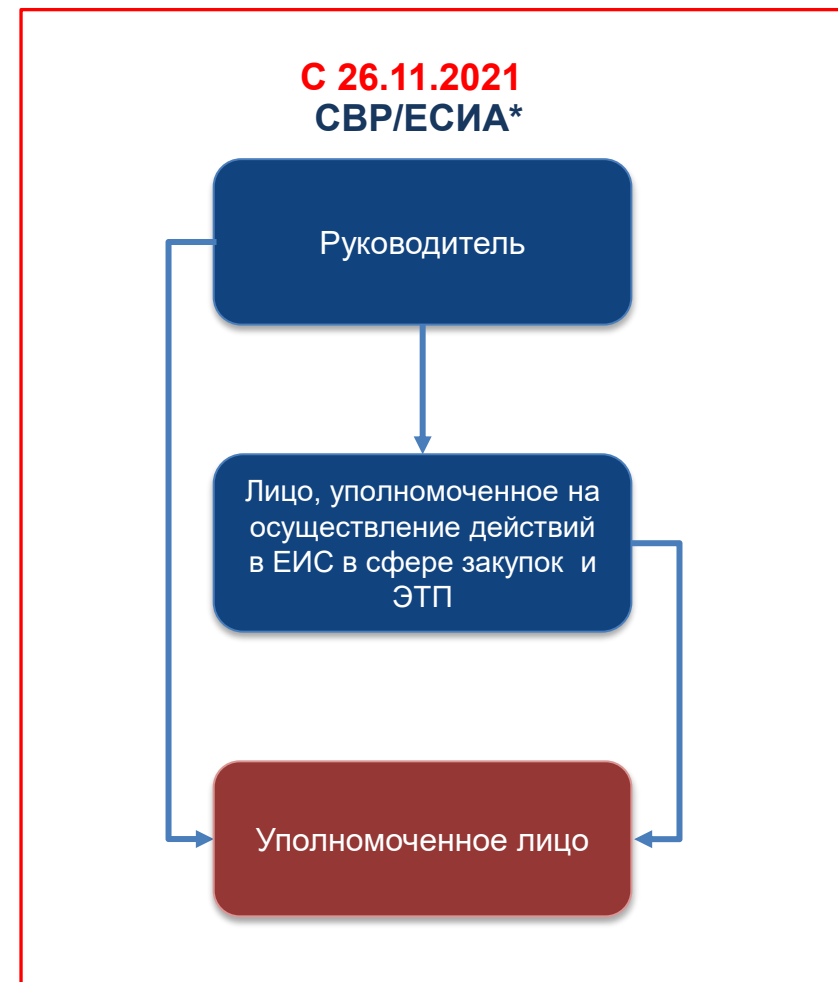 С 26.11.2021
СВР/ЕСИА*
Руководитель
Лицо, уполномоченное на
осуществление действий
в ЕИС в сфере закупок и
ЭТП
Уполномоченное лицо